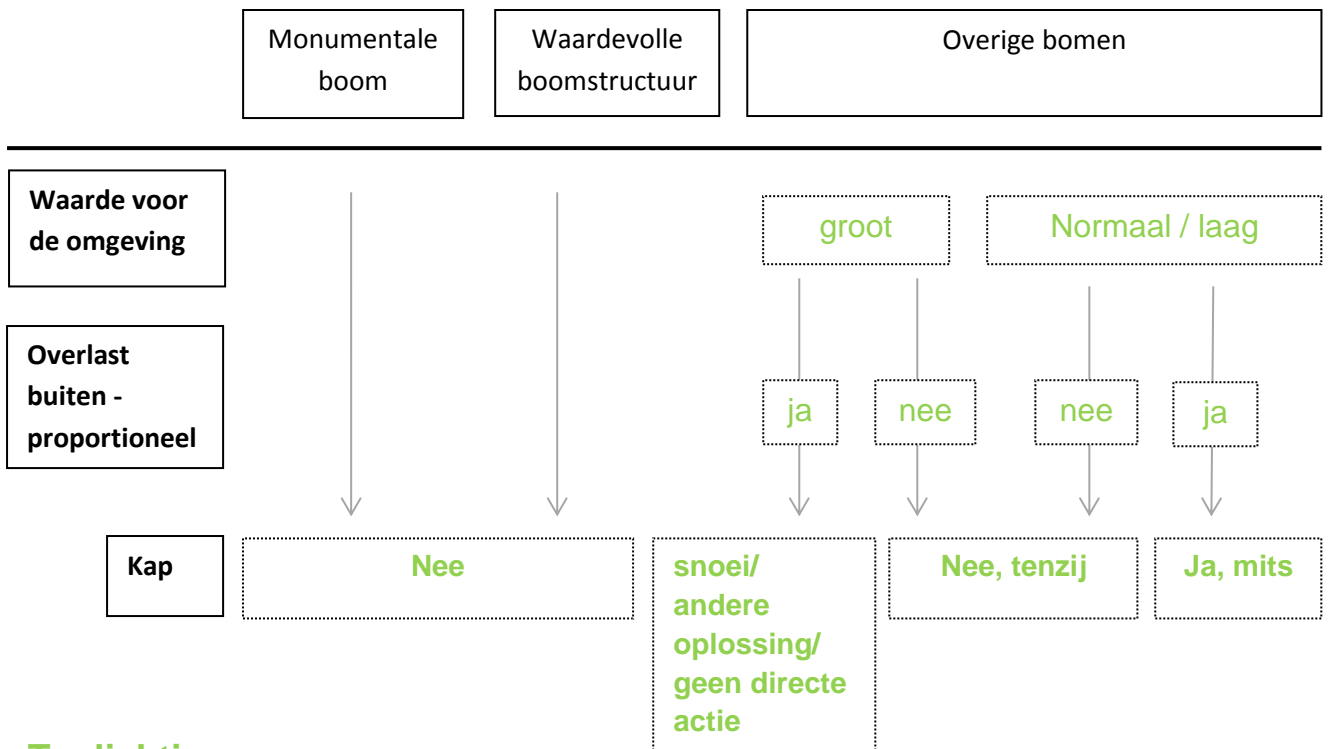 Monumentale
boom
Waardevolle
boomstructuur
Overige bomen
Waarde voor
de omgeving
groot
Normaal / laag
Overlast
buiten -
proportioneel
ja
nee
nee
ja
Kap
Nee
snoei/
andere
oplossing/
geen directe
actie
Nee, tenzij
Ja, mits